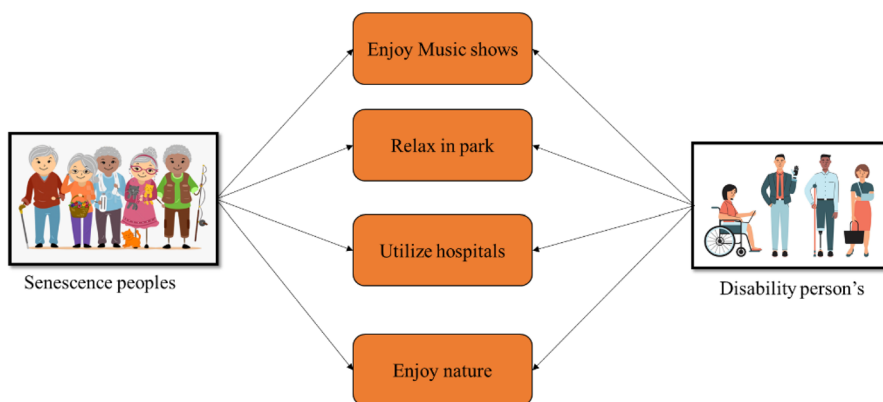 Enjoy Music shows
Relax in park
Utilize hospitals
Enjoy nature
Senescence peoples
Disability person's